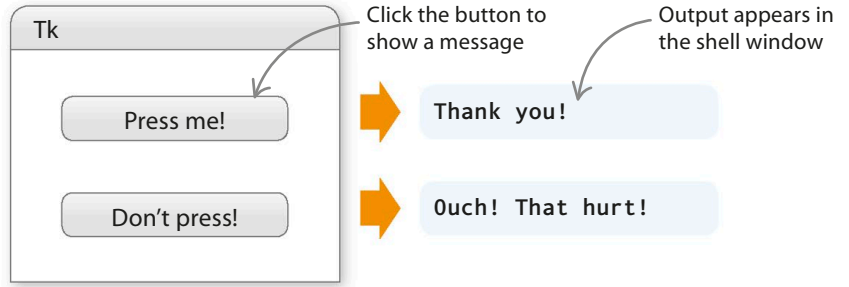 Tk
Click the button to
show a message
Output appears in
the shell window
Press me!
Thank you!
Don’t press!
Ouch! That hurt!